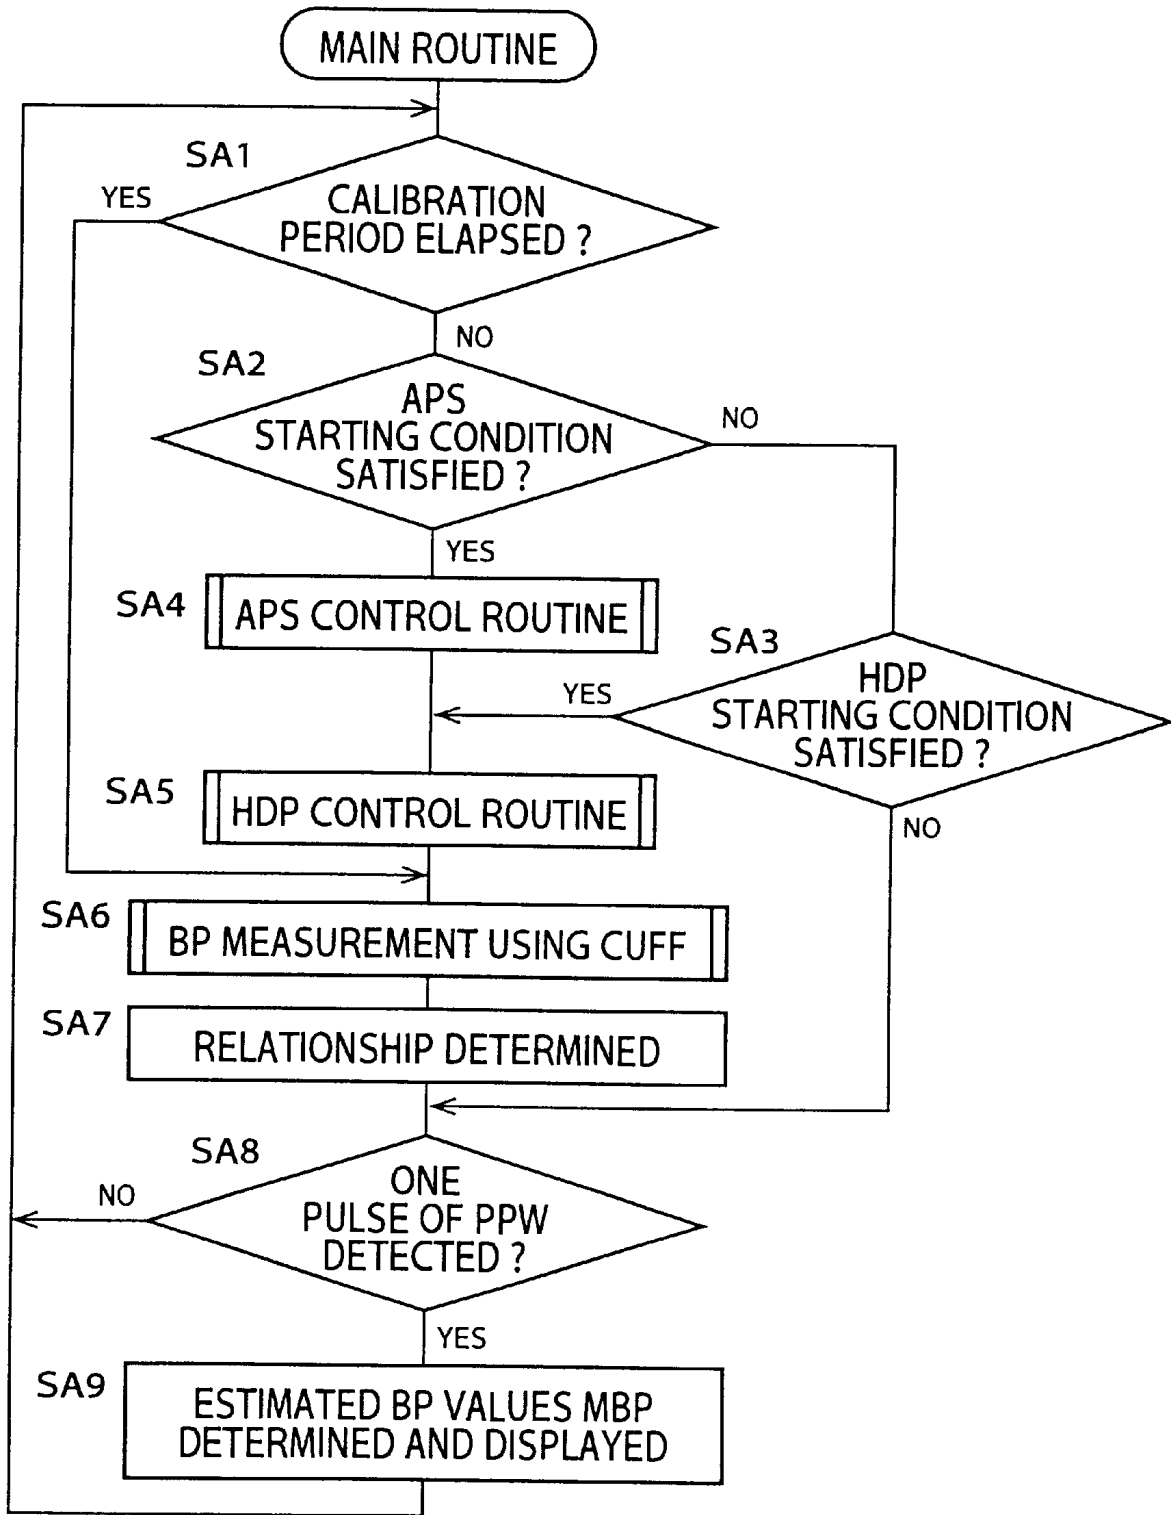 MAIN ROUTINE
SA1
YES
CALIBRATION
PERIOD ELAPSED ?
NO
SA2
APS
STARTING CONDITION
SATISFIED ?
NO
YES
SA4
APS CONTROL ROUTINE
SA3
YES
HDP
STARTING CONDITION
SATISFIED ?
SA5
HDP CONTROL ROUTINE
NO
SA6
BP MEASUREMENT USING CUFF
SA7
RELATIONSHIP DETERMINED
SA8
NO
ONE
PULSE OF PPW
DETECTED ?
YES
SA9
ESTIMATED BP VALUES MBP
DETERMINED AND DISPLAYED